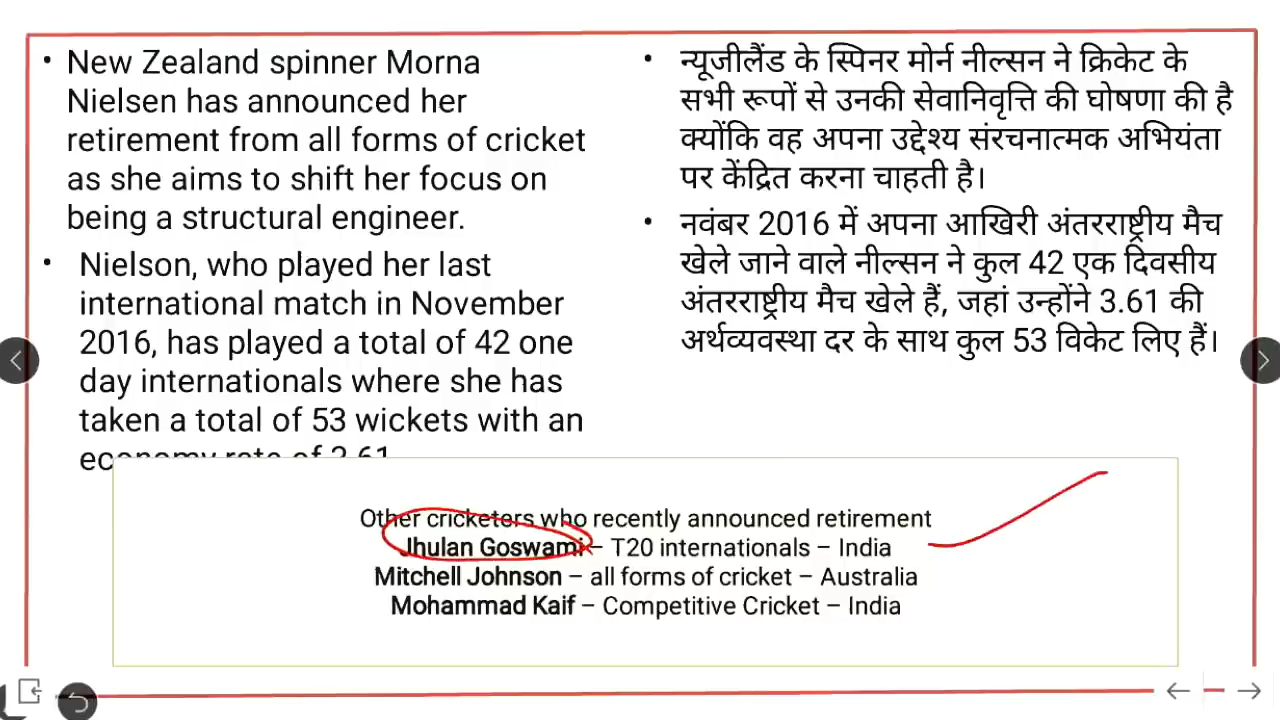 • New Zealand spinner Morna
Nielsen has announced her
retirement from all forms of cricket
as she aims to shift her focus on
being a structural engineer.
• Nielson, who played her last
international match in November
2016, has played a total of 42 one
day internationals where she has
taken a total of 53 wickets with an
economy rate of 3.61
• न्यूजीलैंड के स्पिनर मोर्न नील्सन ने क्रिकेट के
सभी रूपों से उनकी सेवानिवृत्ति की घोषणा की है
क्योंकि वह अपना उद्देश्य संरचनात्मक अभियंता
पर केंद्रित करना चाहती है।
• नवंबर 2016 में अपना आखिरी अंतरराष्ट्रीय मैच
खेले जाने वाले नील्सन ने कुल 42 एक दिवसीय
अंतरराष्ट्रीय मैच खेले हैं, जहां उन्होंने 3.61 की
अर्थव्यवस्था दर के साथ कुल 53 विकेट लिए हैं।
Other cricketers who recently announced retirement
Jhulan Goswami – T20 internationals – India
Mitchell Johnson – all forms of cricket – Australia
Mohammad Kaif – Competitive Cricket – India